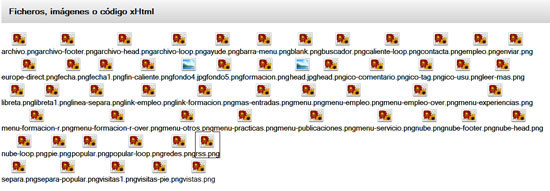 Ficheros, imágenes o código xHtml
archivo.pngarchivo-footer.pngarchivo-head.pngarchivo-loop.pngayude.pngbarra-menu.pngblank.pngbuscador.pngcaliente-loop.pngcontacta.pngempleo.pngenviar.png
europe-direct.pngfecha.pngfecha1.pngfin-caliente.pngfondo4.jpgfondo5.pngformacion.pnghead.jpghead.pngico-comentario.pngico-tag.pngico-usu.pngleer-mas.png
libreta.pnglibreta1.pnglinea-separa.pnglink-empleo.pnglink-formacion.pngmas-entradas.pngmenu.pngmenu-empleo.pngmenu-empleo-over.pngmenu-experiencias.png
menu-formacion-r.pngmenu-formacion-r-over.pngmenu-otros.pngmenu-practicas.pngmenu-publicaciones.pngmenu-servicio.pngnube.pngnube-footer.pngnube-head.png
nube-loop.pngpie.pngpopular.pngpopular-loop.pngredes.pngrss.png
separa.pngsepara-popular.pngvisitas1.pngvisitas-pie.pngvistas.png